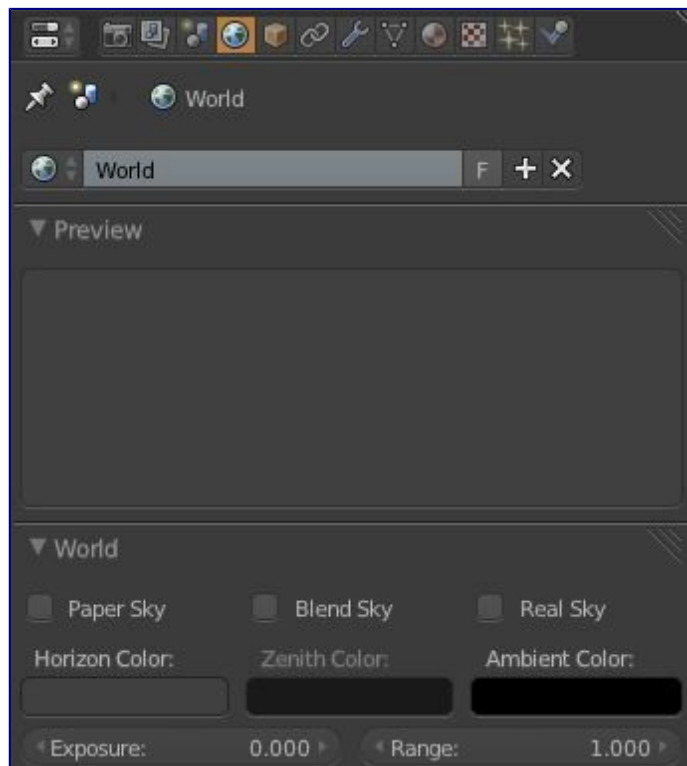 World
World F
Preview
World
Paper Sky Blend Sky Real Sky
Horizon Color: Zenith Color: Ambient Color:
Exposure: 0.000 Range: 1.000